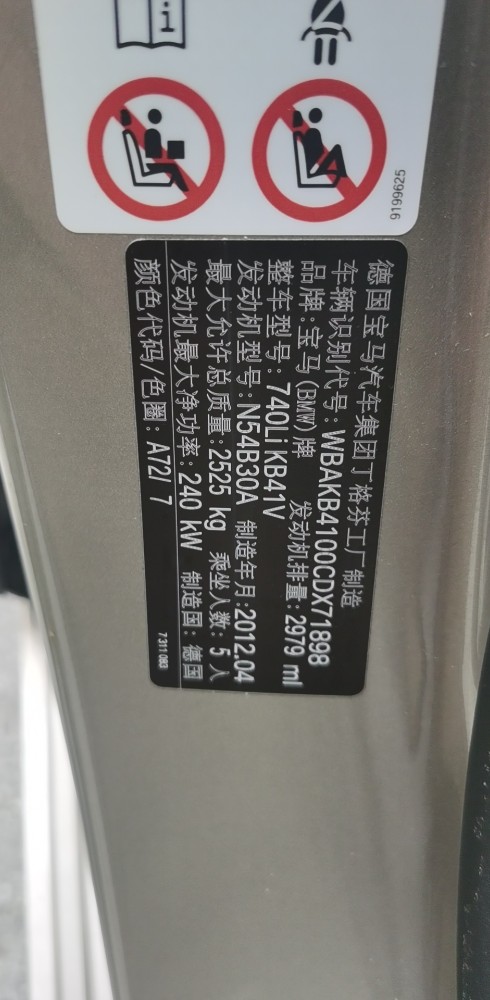 9199625
德国宝马汽车集团丁格芬工厂 制造
车辆识别代号:WBAKB4100CDX71898
品牌:宝马(BMW)牌 发动机排量:2979 ml
整车型号:740Li KB41V
发动机型号:N54B30A 制造年月:2012.04
最大允许总质量:2525 kg 乘坐人数:5人
发动机最大净功率:240 kW 制造国:德国
颜色代码/色圈:A72/ 7
7 311 083